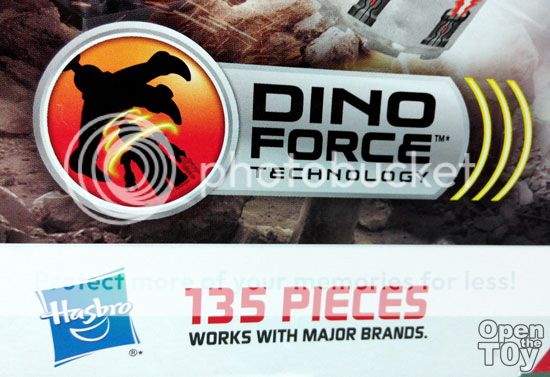 DINO
FORCE™*
TECHNOLOGY
photobucket
Protect more of your memories for less!
Hasbro
®*
135 PIECES
WORKS WITH MAJOR BRANDS.
Open
the
Toy